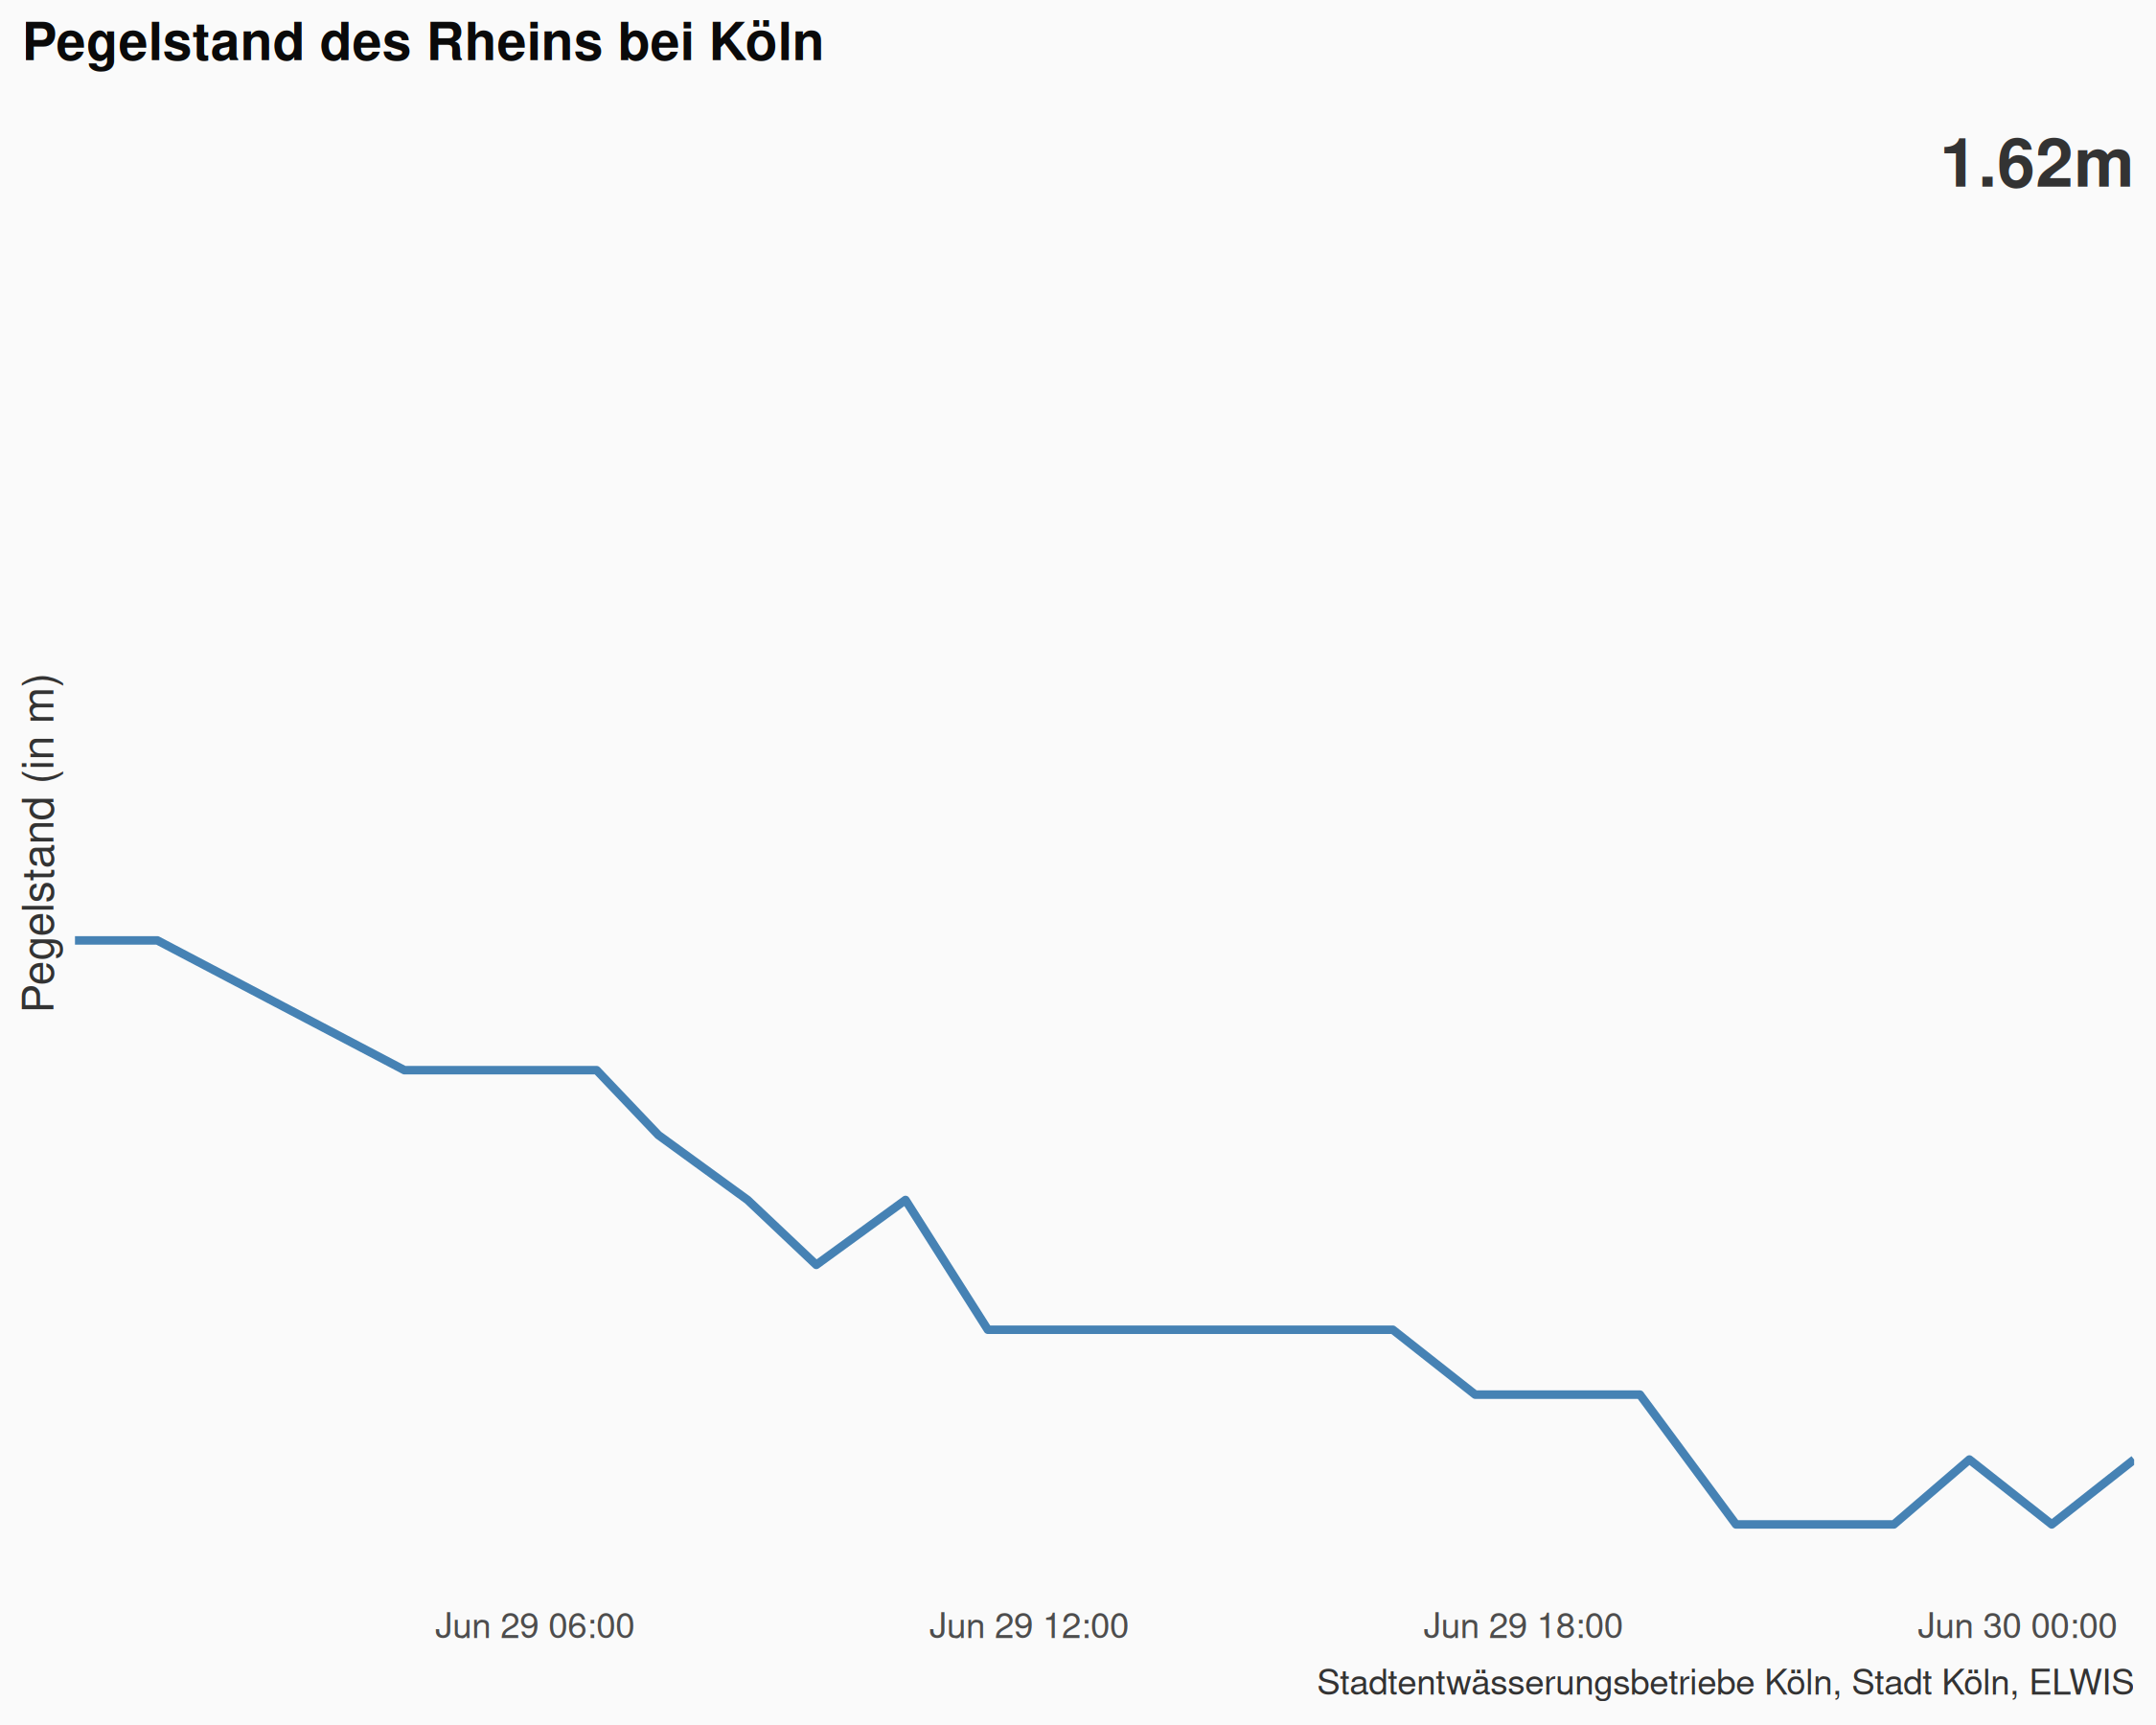 Pegelstand des Rheins bei Köln
1.62m
Pegelstand (in m)
Jun 29 06:00
Jun 29 12:00
Jun 29 18:00
Jun 30 00:00
Stadtentwässerungsbetriebe Köln, Stadt Köln, ELWIS